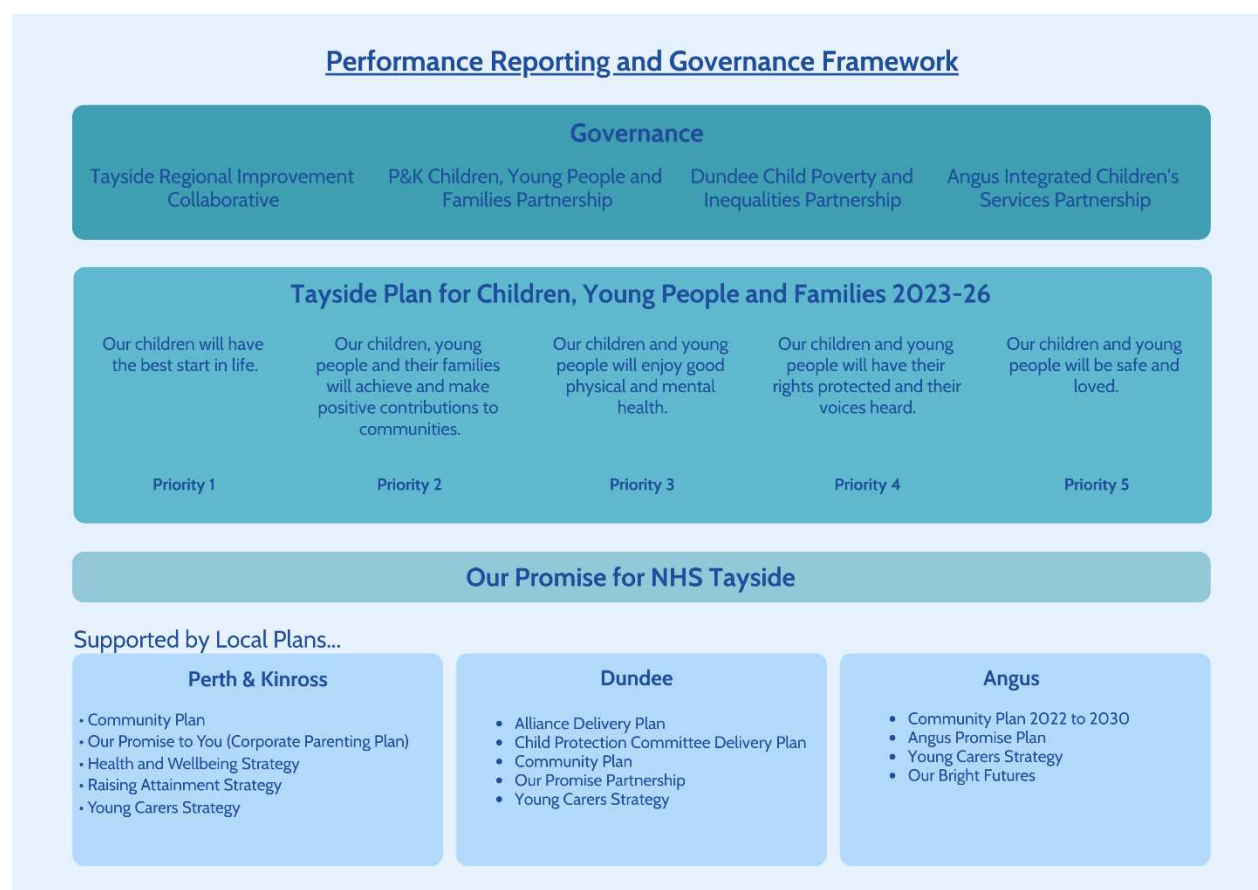 Performance Reporting and Governance Framework
Governance
Tayside Regional Improvement
Collaborative
P&K Children, Young People and
Families Partnership
Dundee Child Poverty and
Inequalities Partnership
Angus Integrated Children's
Services Partnership
Tayside Plan for Children, Young People and Families 2023-26
Our children will have
the best start in life.
Priority 1
Our children, young
people and their families
will achieve and make
positive contributions to
communities.
Priority 2
Our children and young
people will enjoy good
physical and mental
health.
Priority 3
Our children and young
people will have their
rights protected and their
voices heard.
Priority 4
Our children and young
people will be safe and
loved.
Priority 5
Our Promise for NHS Tayside
Supported by Local Plans...
Perth & Kinross
• Community Plan
• Our Promise to You (Corporate Parenting Plan)
• Health and Wellbeing Strategy
• Raising Attainment Strategy
• Young Carers Strategy
Dundee
• Alliance Delivery Plan
• Child Protection Committee Delivery Plan
• Community Plan
• Our Promise Partnership
• Young Carers Strategy
Angus
• Community Plan 2022 to 2030
• Angus Promise Plan
• Young Carers Strategy
• Our Bright Futures